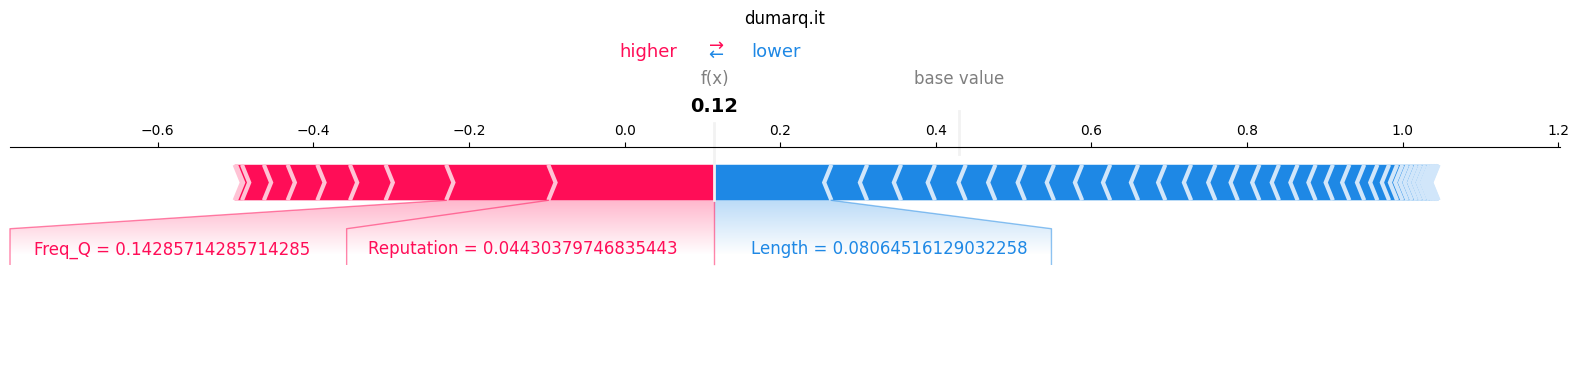 dumarq.it
higher → ← lower
f(x) base value
0.12
−0.6 −0.4 −0.2 0.0 0.2 0.4 0.6 0.8 1.0 1.2
Freq_Q = 0.14285714285714285 Reputation = 0.04430379746835443 Length = 0.08064516129032258